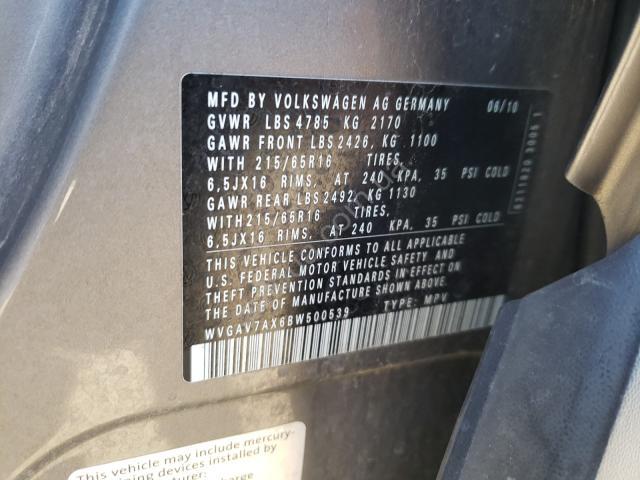 MFD BY VOLKSWAGEN AG GERMANY 06/10
GVWR LBS 4785 KG 2170
GAWR FRONT LBS 2426, KG 1100
WITH 215/65R16 TIRES,
6,5JX16 RIMS, AT 240 KPA, 35 PSI COLD
GAWR REAR LBS 2492, KG 1130
WITH 215/65R16 TIRES,
6,5JX16 RIMS, AT 240 KPA, 35 PSI COLD
THIS VEHICLE CONFORMS TO ALL APPLICABLE
U.S. FEDERAL MOTOR VEHICLE SAFETY AND
THEFT PREVENTION STANDARDS IN EFFECT ON
THE DATE OF MANUFACTURE SHOWN ABOVE
WVGAV7AX6BW500539 TYPE: MPV
This vehicle may include mercury-
devices installed by